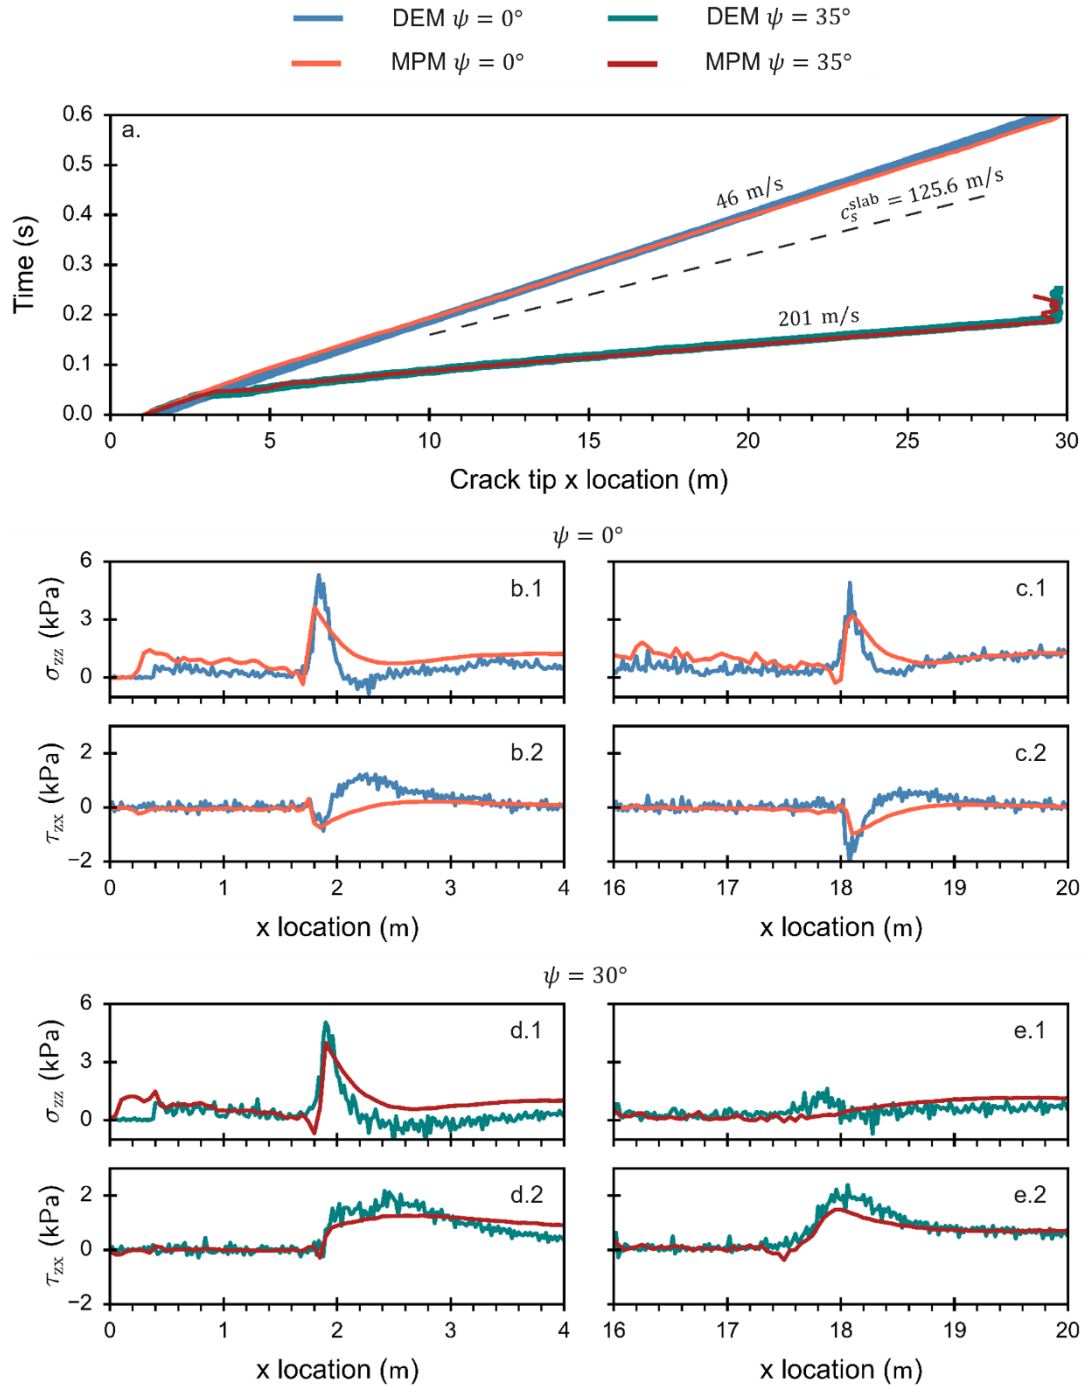 DEM ψ = 0° DEM ψ = 35°
MPM ψ = 0° MPM ψ = 35°
a.
0.6
0.5
0.4
0.3
0.2
0.1
0.0
Time (s)
46 m/s
c_s^slab = 125.6 m/s
201 m/s
0 5 10 15 20 25 30
Crack tip x location (m)
ψ = 0°
6
3
0
σzz (kPa)
b.1
c.1
2
0
−2
τzx (kPa)
b.2
c.2
0 1 2 3 4
16 17 18 19 20
x location (m) x location (m)
ψ = 30°
6
3
0
σzz (kPa)
d.1
e.1
2
0
−2
τzx (kPa)
d.2
e.2
0 1 2 3 4
16 17 18 19 20
x location (m) x location (m)